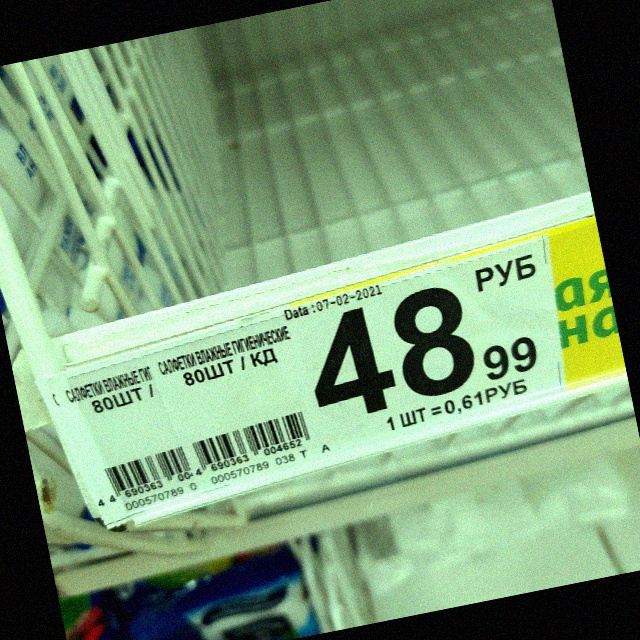 Data:07-02-2021
САЛФЕТКИ ВЛАЖНЫЕ ГИГИЕНИЧЕСКИЕ
80ШТ / КД
САЛФЕТКИ ВЛАЖНЫЕ ГИ
80ШТ /
48 99 РУБ
1 ШТ=0,61РУБ
4 690363 004652
4 690363 00
000570789 038 T A
000570789 0
ая
на